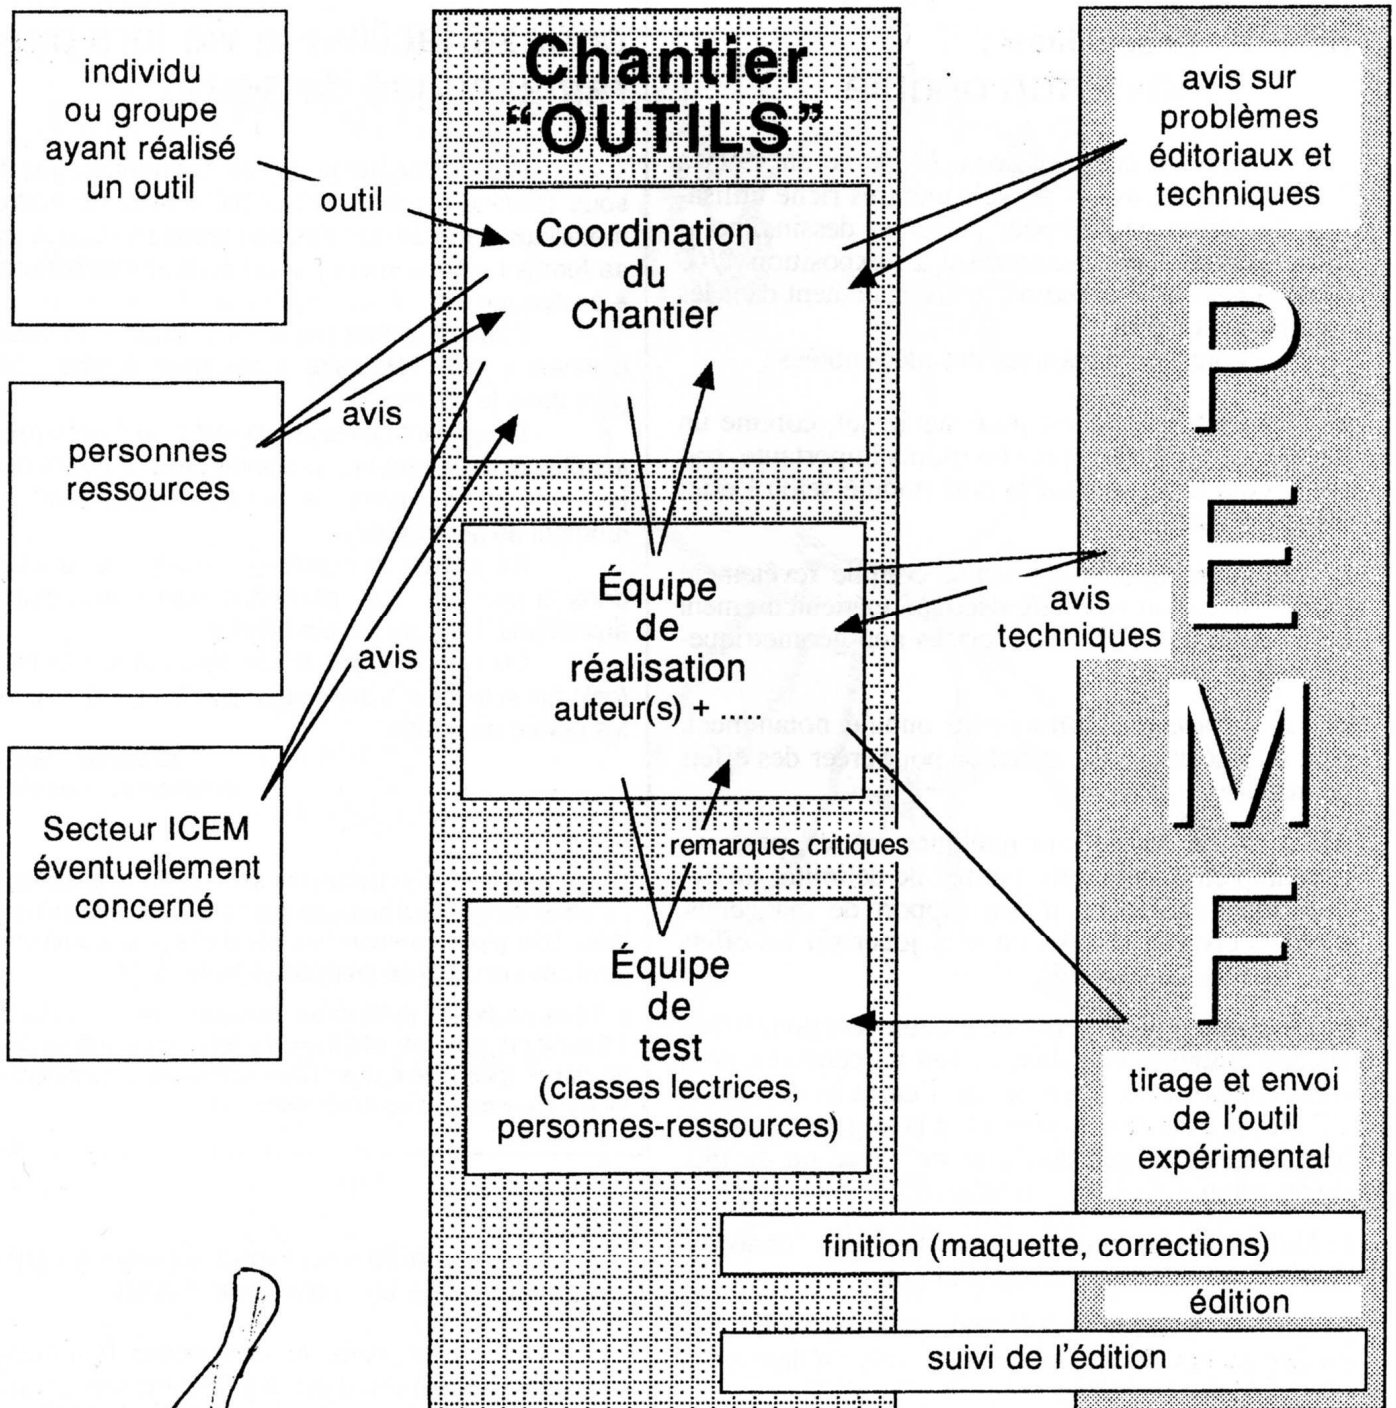 individu
ou groupe
ayant réalisé
un outil
outil
personnes
ressources
avis
avis
Secteur ICEM
éventuellement
concerné
Chantier
“OUTILS”
Coordination
du
Chantier
Équipe
de
réalisation
auteur(s) + .....
remarques critiques
Équipe
de
test
(classes lectrices,
personnes-ressources)
avis sur
problèmes
éditoriaux et
techniques
P
E
M
F
avis
techniques
tirage et envoi
de l’outil
expérimental
finition (maquette, corrections)
édition
suivi de l’édition